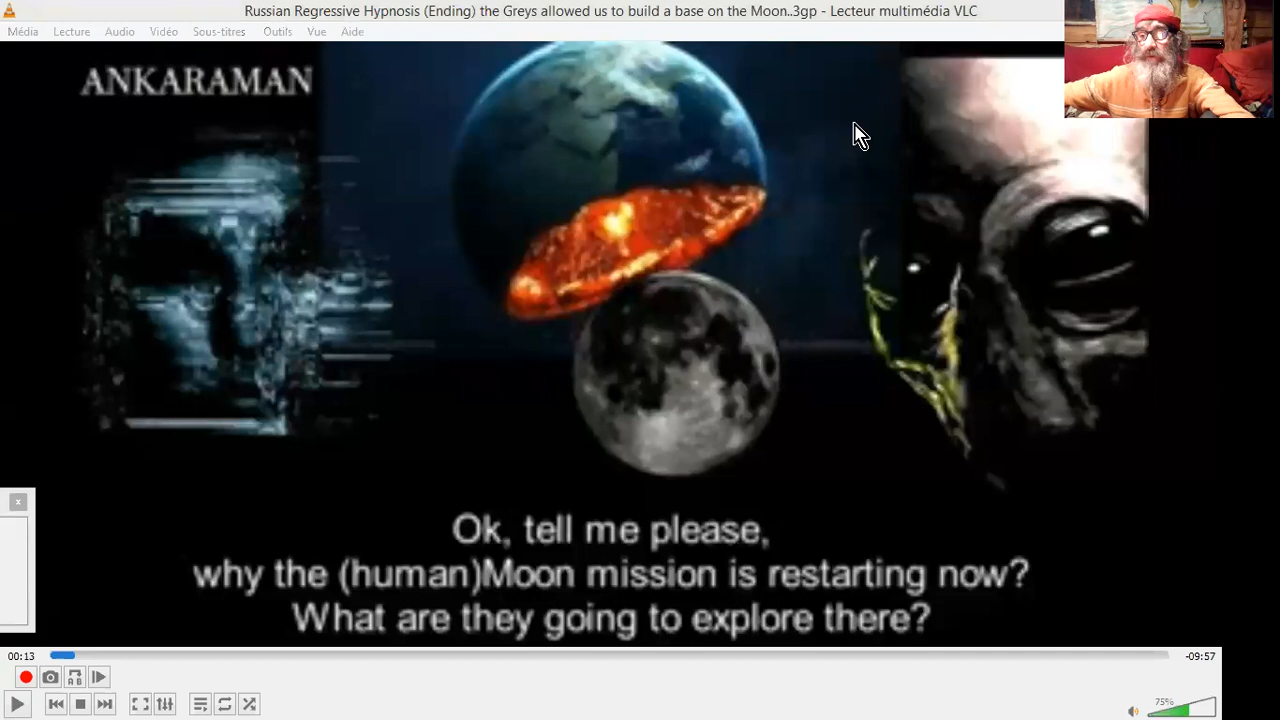 Russian Regressive Hypnosis (Ending) the Greys allowed us to build a base on the Moon..3gp - Lecteur multimédia VLC
Média Lecture Audio Vidéo Sous-titres Outils Vue Aide
ANKARAMAN
x
Ok, tell me please,
why the (human)Moon mission is restarting now?
What are they going to explore there?
00:13 -09:57
A B
75%